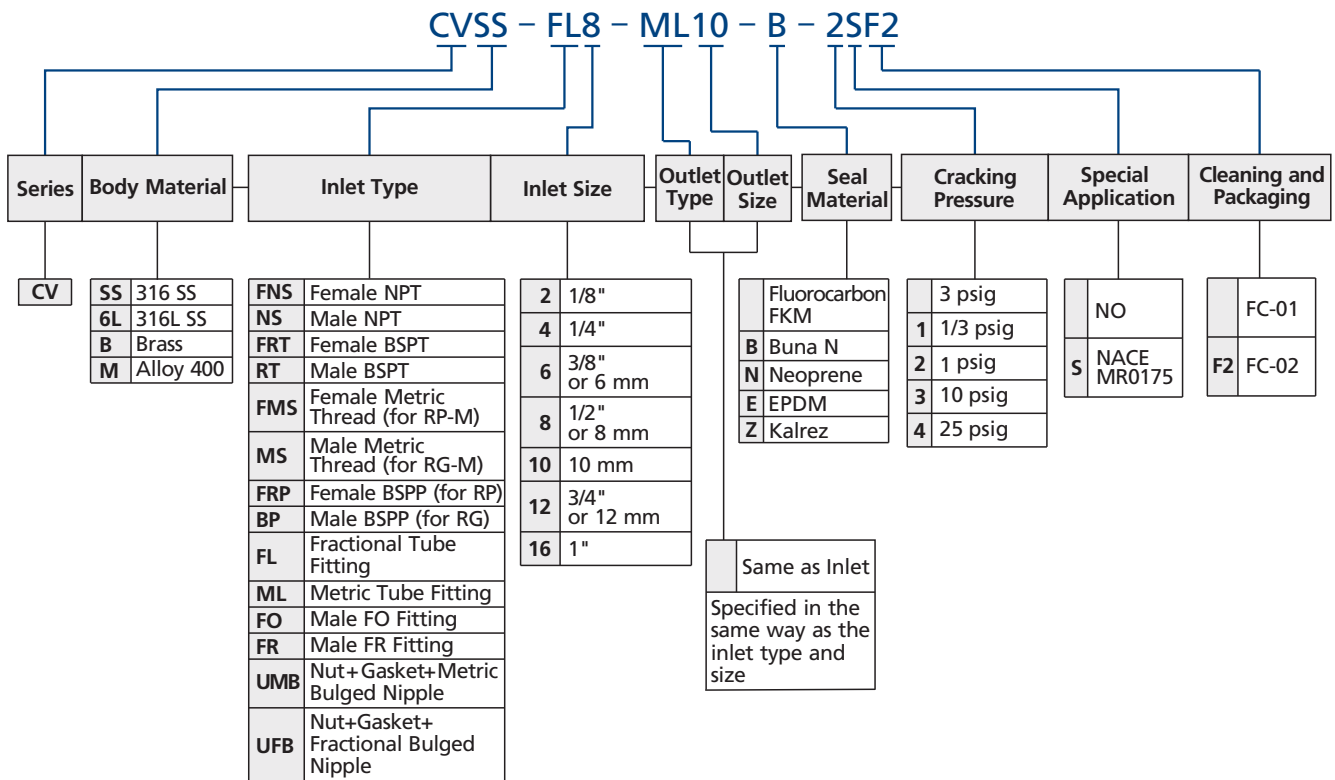 CVSS – FL8 – ML10 – B – 2SF2
Series
Body Material
Inlet Type
Inlet Size
Outlet
Type
Outlet
Size
Seal
Material
Cracking
Pressure
Special
Application
Cleaning and
Packaging
CV
SS 316 SS
6L 316L SS
B Brass
M Alloy 400
FNS Female NPT
NS Male NPT
FRT Female BSPT
RT Male BSPT
FMS Female Metric
Thread (for RP-M)
MS Male Metric
Thread (for RG-M)
FRP Female BSPP (for RP)
BP Male BSPP (for RG)
FL Fractional Tube
Fitting
ML Metric Tube Fitting
FO Male FO Fitting
FR Male FR Fitting
UMB Nut+Gasket+Metric
Bulged Nipple
UFB Nut+Gasket+
Fractional Bulged
Nipple
2 1/8"
4 1/4"
6 3/8"
or 6 mm
8 1/2"
or 8 mm
10 10 mm
12 3/4"
or 12 mm
16 1"
Same as Inlet
Specified in the
same way as the
inlet type and
size
Fluorocarbon
FKM
B Buna N
N Neoprene
E EPDM
Z Kalrez
3 psig
1 1/3 psig
2 1 psig
3 10 psig
4 25 psig
NO
S NACE
MR0175
FC-01
F2 FC-02